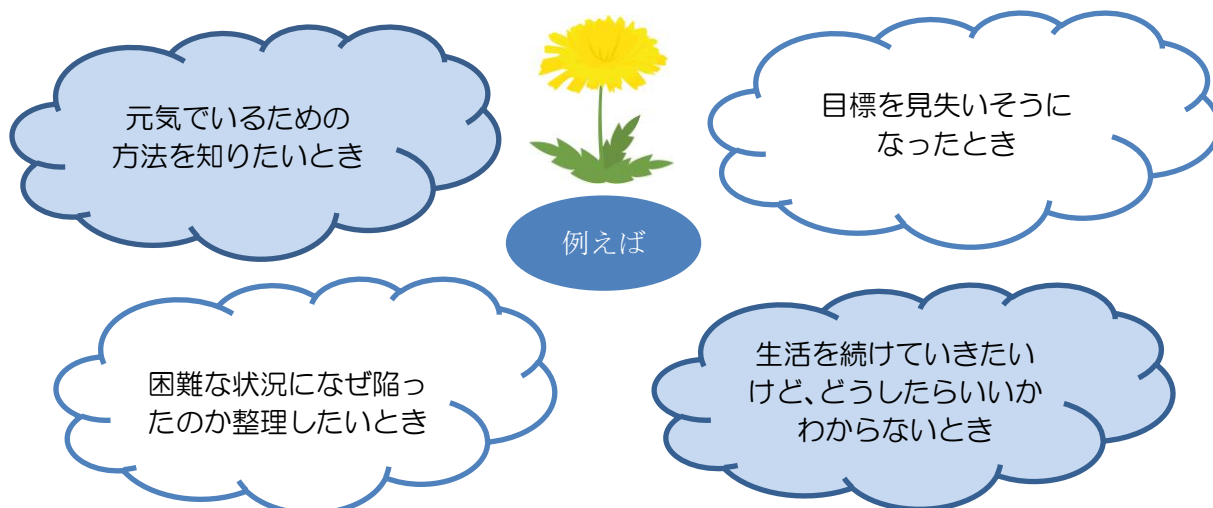 元気でいるための
方法を知りたいとき
目標を見失いそうに
なったとき
例えば
困難な状況になぜ陥っ
たのか整理したいとき
生活を続けていきたい
けど、どうしたらいいか
わからないとき